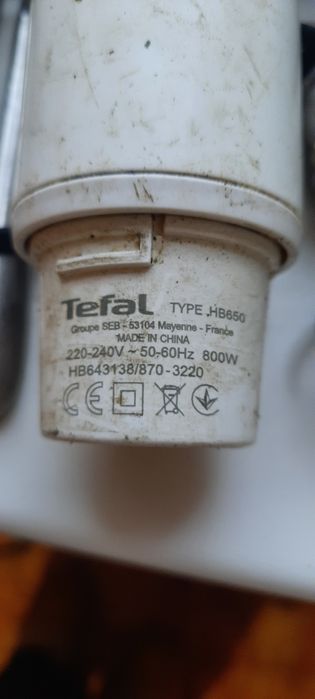 Tefal TYPE HB650
Groupe SEB - 53104 Mayenne - France
MADE IN CHINA
220-240V ~ 50-60Hz 800W
HB643138/870 - 3220
CE